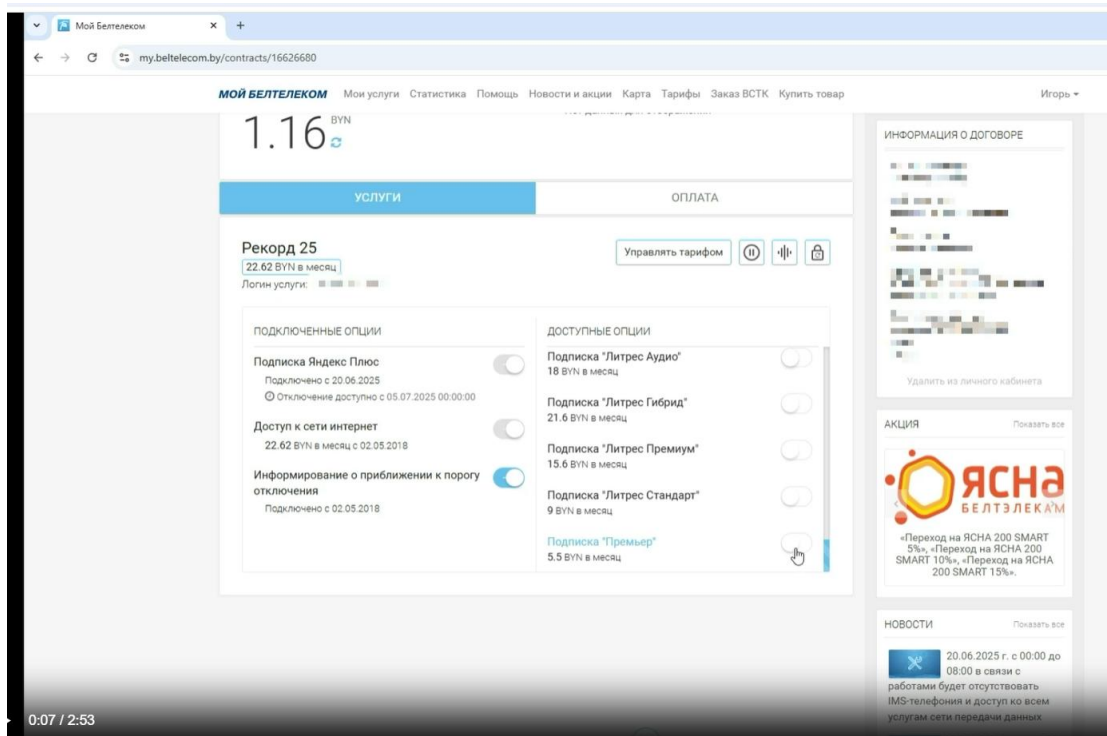 Мой Белтелеком
my.beltelecom.by/contracts/16626680
МОЙ БЕЛТЕЛЕКОМ Мои услуги Статистика Помощь Новости и акции Карта Тарифы Заказ ВСТК Купить товар Игорь
1.16 BYN
УСЛУГИ
ОПЛАТА
Рекорд 25
22.62 BYN в месяц
Логин услуги:
Управлять тарифом
ПОДКЛЮЧЕННЫЕ ОПЦИИ
Подписка Яндекс Плюс
Подключено с 20.06.2025
Отключение доступно с 05.07.2025 00:00:00
Доступ к сети интернет
22.62 BYN в месяц с 02.05.2018
Информирование о приближении к порогу
отключения
Подключено с 02.05.2018
ДОСТУПНЫЕ ОПЦИИ
Подписка "Литрес Аудио"
18 BYN в месяц
Подписка "Литрес Гибрид"
21.6 BYN в месяц
Подписка "Литрес Премиум"
15.6 BYN в месяц
Подписка "Литрес Стандарт"
9 BYN в месяц
Подписка "Премьер"
5.5 BYN в месяц
ИНФОРМАЦИЯ О ДОГОВОРЕ
Удалить из личного кабинета
АКЦИЯ
Показать все
ЯСНА
БЕЛТЭЛЕКАМ
«Переход на ЯСНА 200 SMART
5%», «Переход на ЯСНА 200
SMART 10%», «Переход на ЯСНА
200 SMART 15%».
НОВОСТИ
Показать все
20.06.2025 г. с 00:00 до
08:00 в связи с
работами будет отсутствовать
IMS-телефония и доступ ко всем
услугам сети передачи данных
0:07 / 2:53